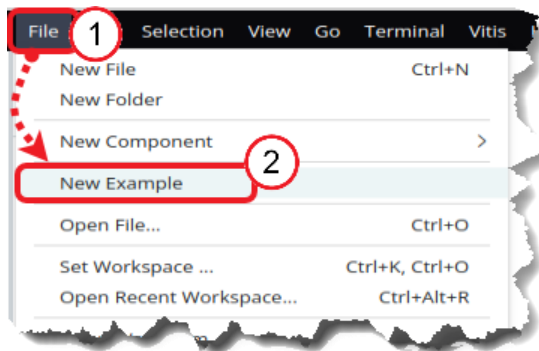 File 1 Selection View Go Terminal Vitis
New File Ctrl+N
New Folder
New Component >
2
New Example
Open File... Ctrl+O
Set Workspace ... Ctrl+K, Ctrl+O
Open Recent Workspace... Ctrl+Alt+R